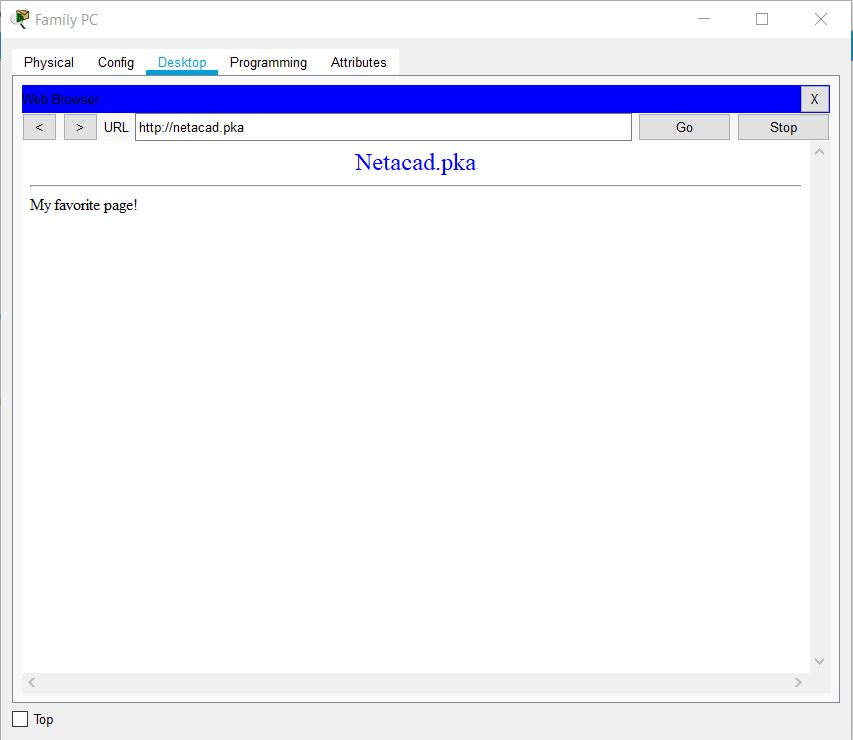 Family PC
Physical Config Desktop Programming Attributes
Web Browser X
< > URL http://netacad.pka Go Stop
Netacad.pka
My favorite page!
Top